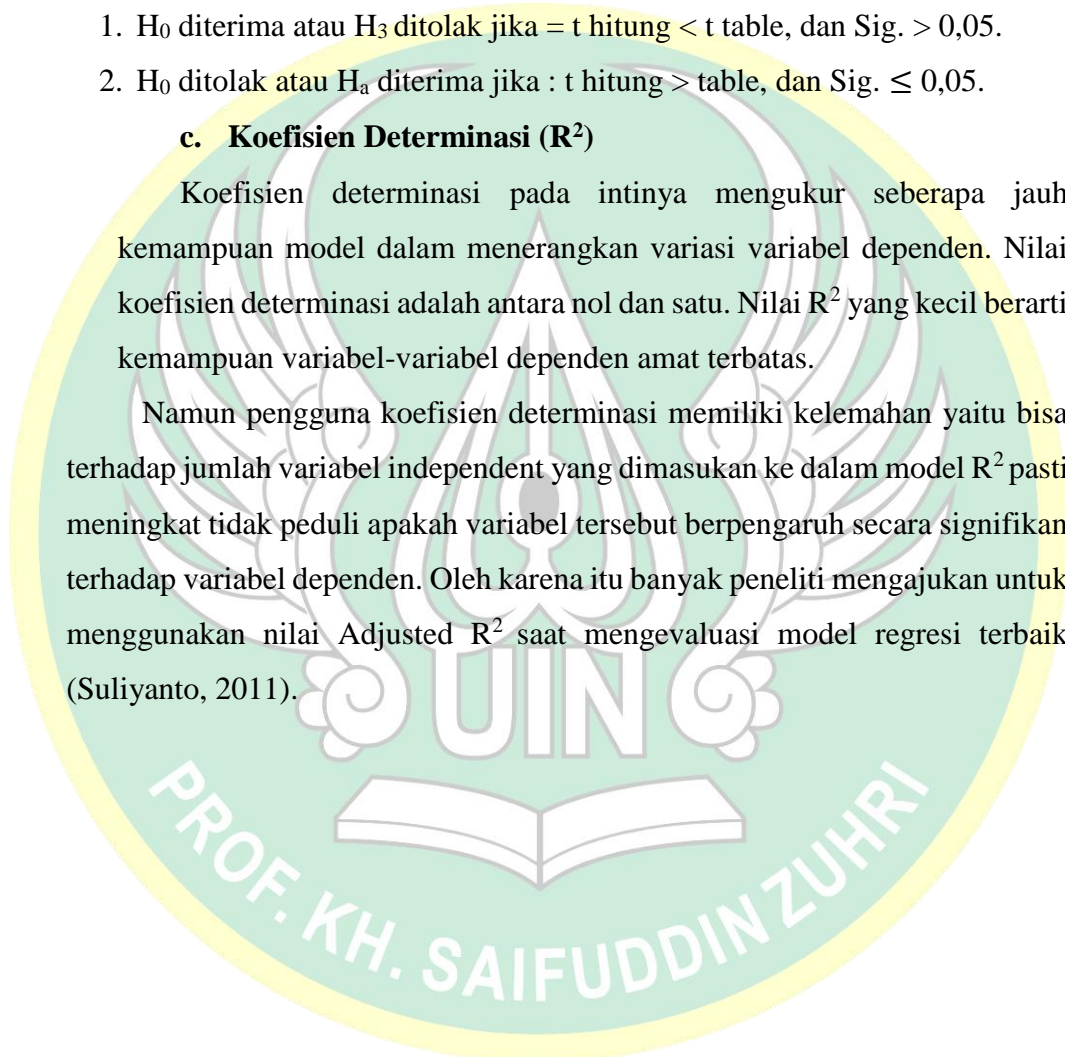 1. H₀ diterima atau H₃ ditolak jika = t hitung < t table, dan Sig. > 0,05.
2. H₀ ditolak atau Hₐ diterima jika : t hitung > table, dan Sig. ≤ 0,05.
c. Koefisien Determinasi (R²)
Koefisien determinasi pada intinya mengukur seberapa jauh
kemampuan model dalam menerangkan variasi variabel dependen. Nilai
koefisien determinasi adalah antara nol dan satu. Nilai R² yang kecil berarti
kemampuan variabel-variabel dependen amat terbatas.
Namun pengguna koefisien determinasi memiliki kelemahan yaitu bisa
terhadap jumlah variabel independent yang dimasukan ke dalam model R² pasti
meningkat tidak peduli apakah variabel tersebut berpengaruh secara signifikan
terhadap variabel dependen. Oleh karena itu banyak peneliti mengajukan untuk
menggunakan nilai Adjusted R² saat mengevaluasi model regresi terbaik
(Suliyanto, 2011).
UIN
PROF. KH. SAIFUDDIN ZUHRI